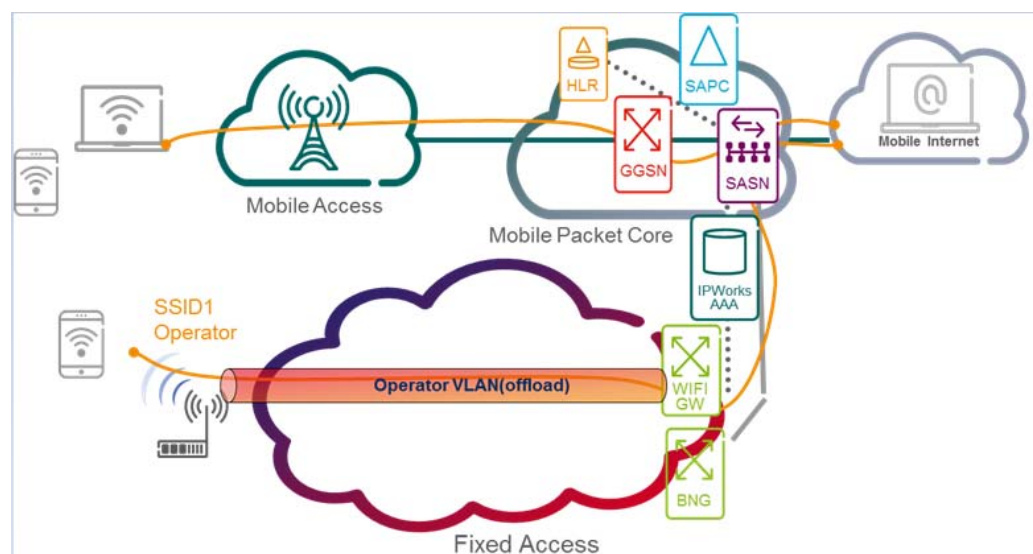 HLR
SAPC
@
Mobile Internet
GGSN
SASN
Mobile Access
Mobile Packet Core
IPWorks
AAA
SSID1
Operator
Operator VLAN(offload)
WIFI
GW
BNG
Fixed Access